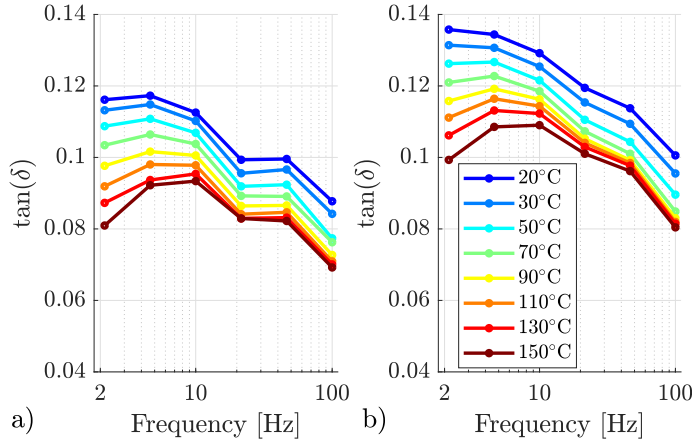 0.14
0.12
0.1
0.08
0.06
0.04
tan(δ)
2
10
100
Frequency [Hz]
a)
0.14
0.12
0.1
0.08
0.06
0.04
tan(δ)
20°C
30°C
50°C
70°C
90°C
110°C
130°C
150°C
2
10
100
Frequency [Hz]
b)